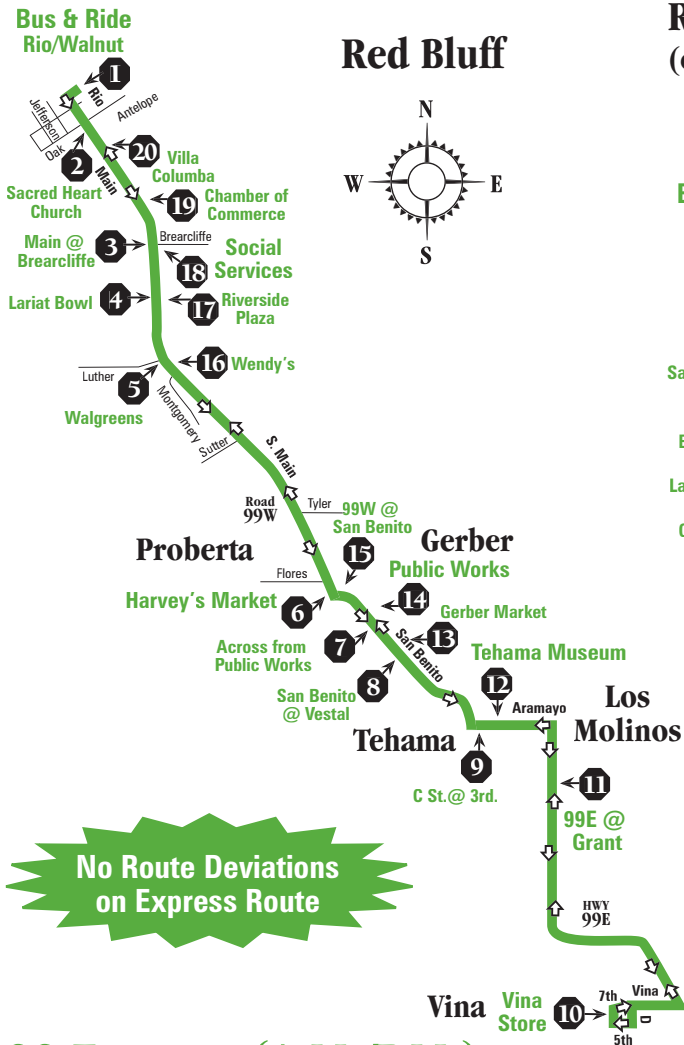 Bus & Ride
Rio/Walnut
Red Bluff
1
Rio
Jefferson
Antelope
Oak
N
W
E
S
2
Main
20
Villa
Columba
Sacred Heart
Church
19
Chamber of
Commerce
Main @
Brearcliffe
3
Brearcliffe
18
Social
Services
Lariat Bowl
4
17
Riverside
Plaza
16
Wendy's
Luther
5
Walgreens
Montgomery
Sutter
S. Main
Road
99W
Tyler
99W @
San Benito
15
Proberta
Gerber
Public Works
Flores
Harvey's Market
6
14
Gerber Market
13
San Benito
7
Across from
Public Works
8
San Benito
@ Vestal
Tehama Museum
12
Aramayo
Los
Molinos
Tehama
9
C St.@ 3rd.
11
99E @
Grant
No Route Deviations
on Express Route
HWY
99E
Vina
Vina
Store
10
7th
Vina
D
5th